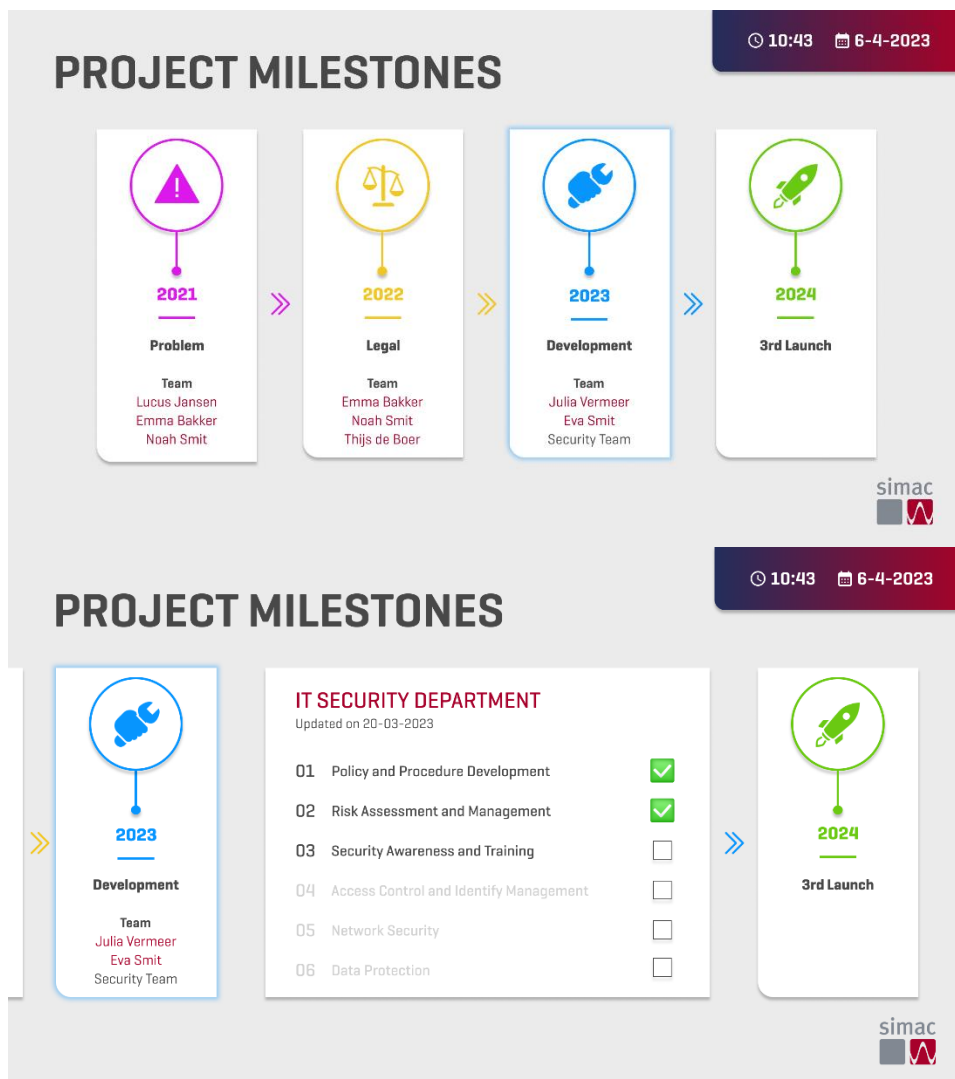 10:43 6-4-2023
PROJECT MILESTONES
2021
Problem
Team
Lucus Jansen
Emma Bakker
Noah Smit
2022
Legal
Team
Emma Bakker
Noah Smit
Thijs de Boer
2023
Development
Team
Julia Vermeer
Eva Smit
Security Team
2024
3rd Launch
simac
10:43 6-4-2023
PROJECT MILESTONES
2023
Development
Team
Julia Vermeer
Eva Smit
Security Team
IT SECURITY DEPARTMENT
Updated on 20-03-2023
01 Policy and Procedure Development
02 Risk Assessment and Management
03 Security Awareness and Training
04 Access Control and Identify Management
05 Network Security
06 Data Protection
2024
3rd Launch
simac